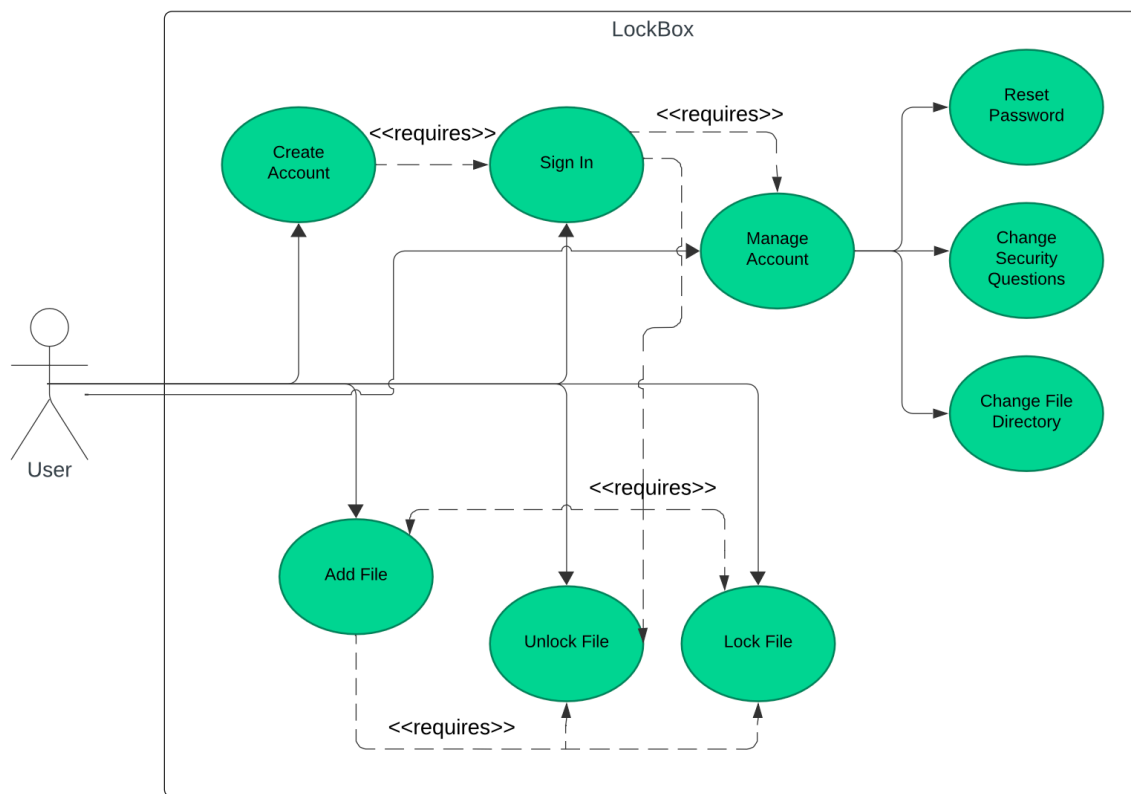 LockBox
Reset
Password
<<requires>>
<<requires>>
Create
Account
Sign In
Manage
Account
Change
Security
Questions
Change File
Directory
User
<<requires>>
Add File
Unlock File
Lock File
<<requires>>